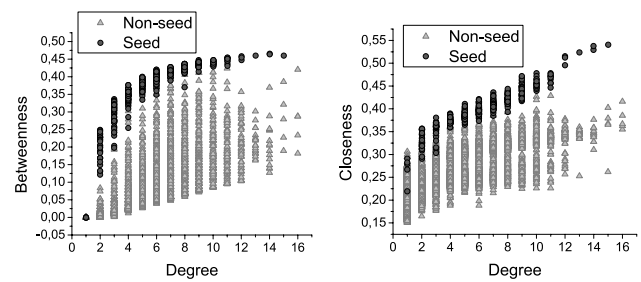 Non-seed
Seed
0,50
0,45
0,40
0,35
0,30
0,25
0,20
0,15
0,10
0,05
0,00
-0,05
Betweenness
0 2 4 6 8 10 12 14 16
Degree
Non-seed
Seed
0,55
0,50
0,45
0,40
0,35
0,30
0,25
0,20
0,15
Closeness
0 2 4 6 8 10 12 14 16
Degree